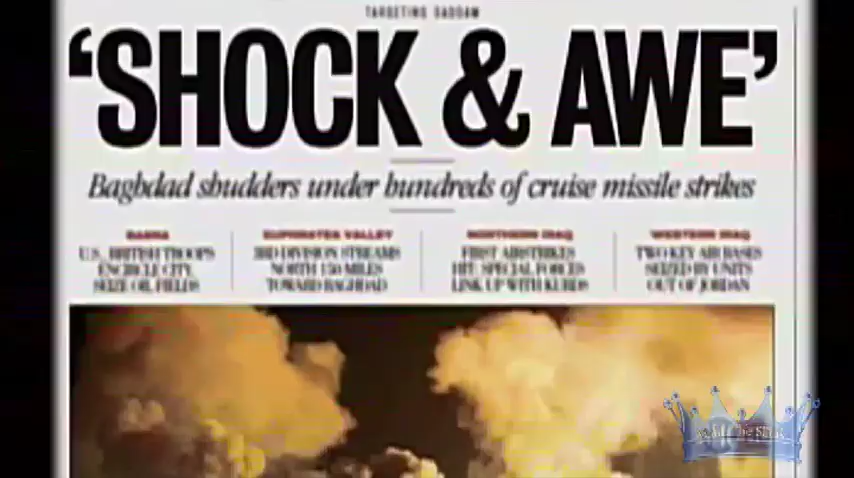 TARGETING SADDAM
‘SHOCK & AWE’
Baghdad shudders under hundreds of cruise missile strikes
BASRA
U.S., BRITISH TROOPS
ENCIRCLE CITY,
SEIZE OIL FIELDS
EUPHRATES VALLEY
3RD DIVISION STREAMS
NORTH 150 MILES
TOWARD BAGHDAD
NORTHERN IRAQ
FIRST AIRSTRIKES
HIT; SPECIAL FORCES
LINK UP WITH KURDS
WESTERN IRAQ
TWO KEY AIR BASES
SEIZED BY UNITS
OUT OF JORDAN